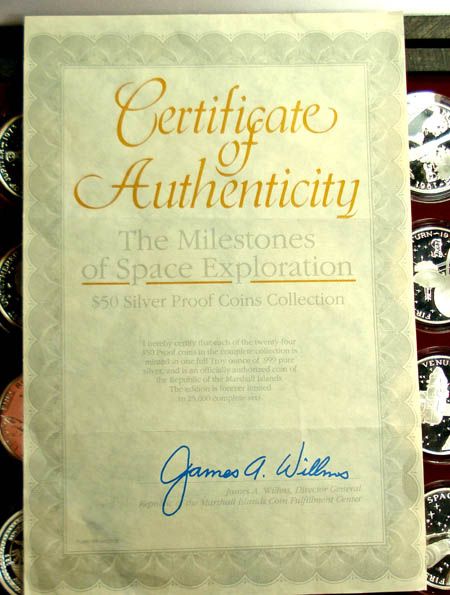 Certificate
of
Authenticity
The Milestones
of Space Exploration
$50 Silver Proof Coins Collection
I hereby certify that each of the twenty-four
$50 Proof coins in the complete collection is
minted in one full Troy ounce of .999 pure
silver, and is an officially authorized coin of
the Republic of the Marshall Islands.
The edition is forever limited
to 25,000 complete sets.
James A. Willms
James A. Willms, Director General
the Marshall Islands Coin Fulfillment Center
1961
VENU
SPAC